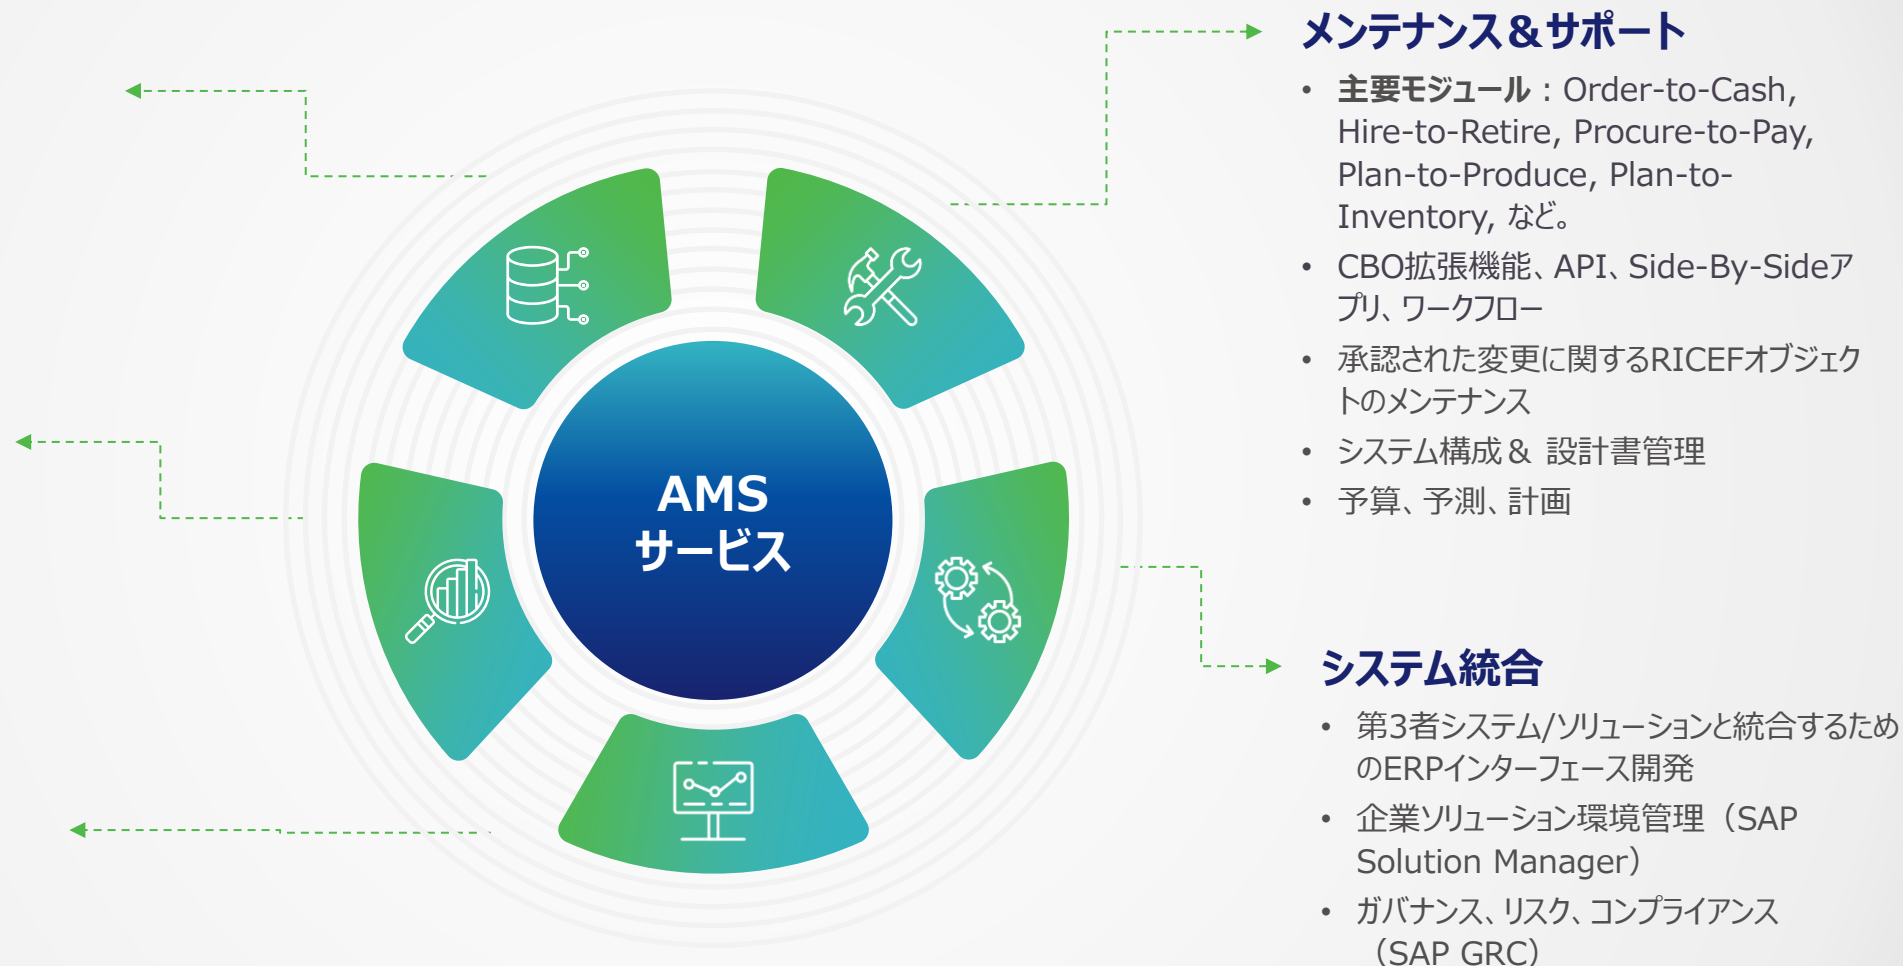 メンテナンス＆サポート
• 主要モジュール：Order-to-Cash,
Hire-to-Retire, Procure-to-Pay,
Plan-to-Produce, Plan-to-
Inventory, など。
• CBO拡張機能、API、Side-By-Sideア
プリ、ワークフロー
• 承認された変更に関するRICEFオブジェク
トのメンテナンス
• システム構成＆ 設計書管理
• 予算、予測、計画
AMS
サービス
システム統合
• 第3者システム/ソリューションと統合するため
のERPインターフェース開発
• 企業ソリューション環境管理（SAP
Solution Manager）
• ガバナンス、リスク、コンプライアンス
（SAP GRC）